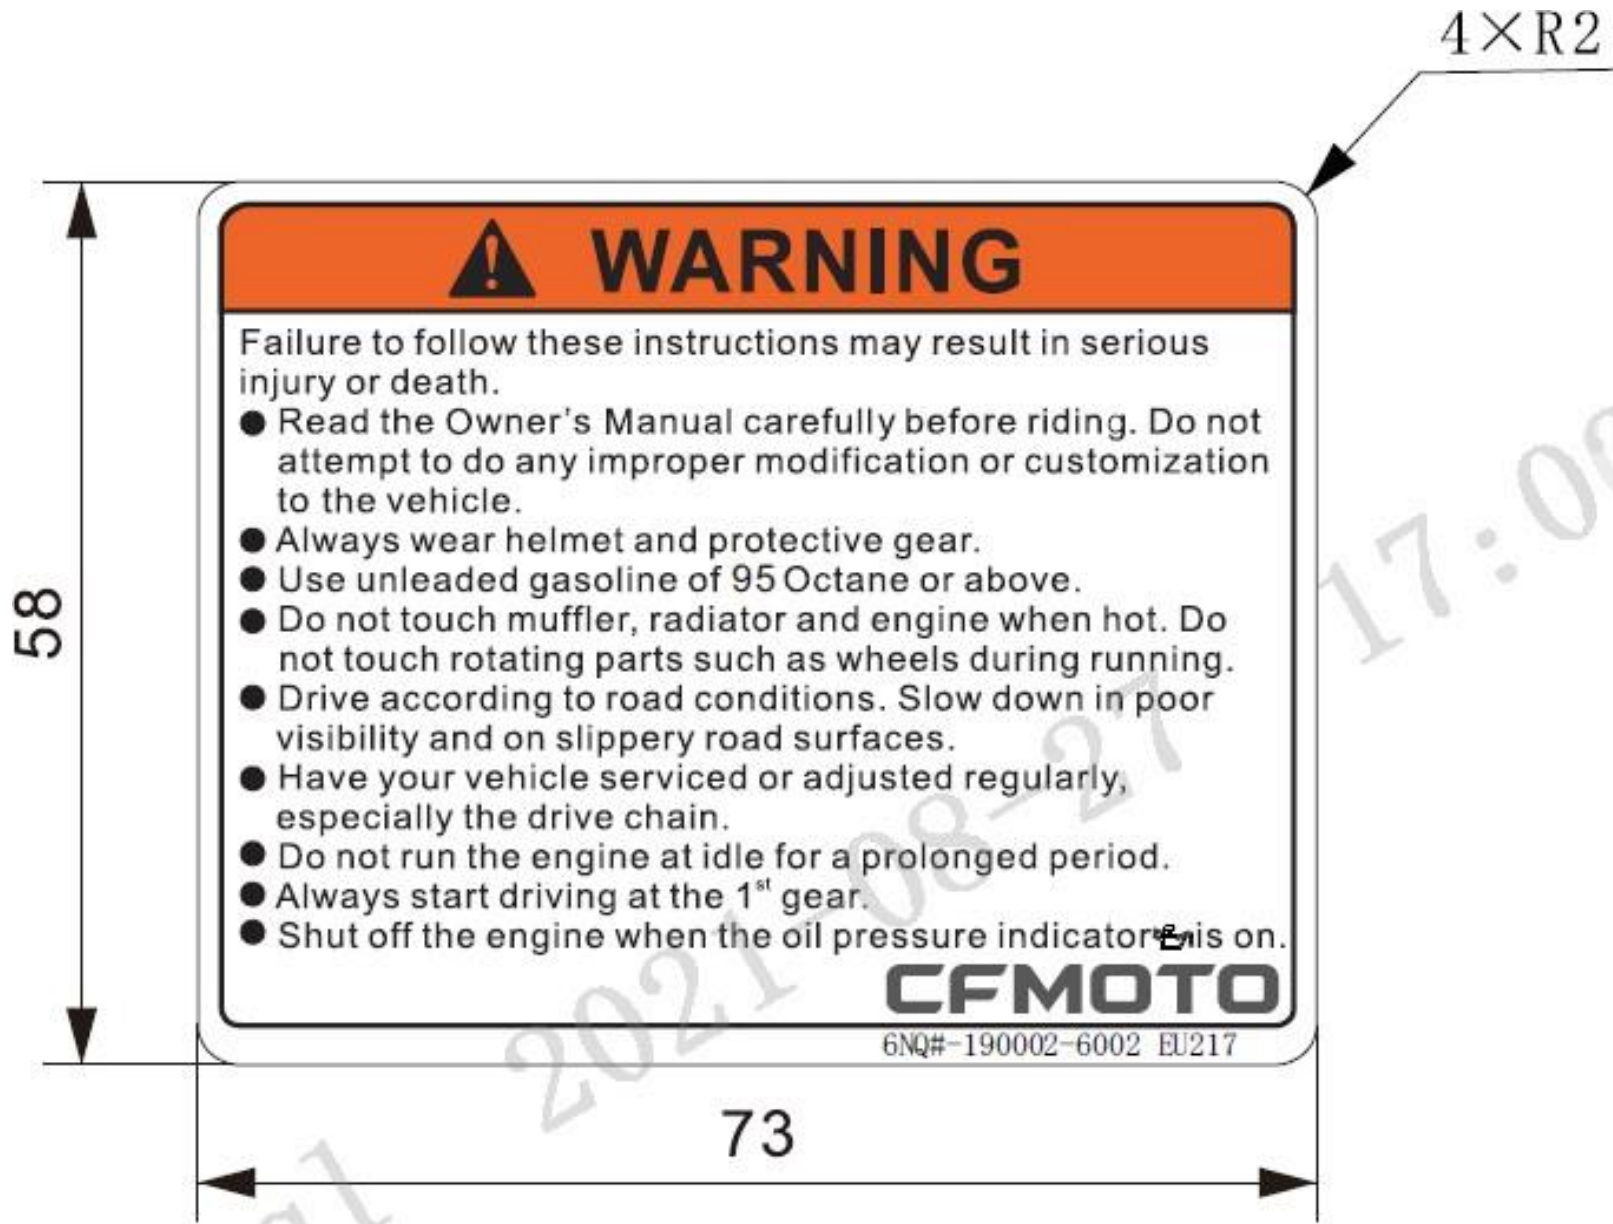 4×R2
WARNING
Failure to follow these instructions may result in serious
injury or death.
● Read the Owner's Manual carefully before riding. Do not
attempt to do any improper modification or customization
to the vehicle.
● Always wear helmet and protective gear.
● Use unleaded gasoline of 95 Octane or above.
● Do not touch muffler, radiator and engine when hot. Do
not touch rotating parts such as wheels during running.
● Drive according to road conditions. Slow down in poor
visibility and on slippery road surfaces.
● Have your vehicle serviced or adjusted regularly,
especially the drive chain.
● Do not run the engine at idle for a prolonged period.
● Always start driving at the 1st gear.
● Shut off the engine when the oil pressure indicator is on.
CFMOTO
6NQ#-190002-6002 EU217
58
73
2021-08-27